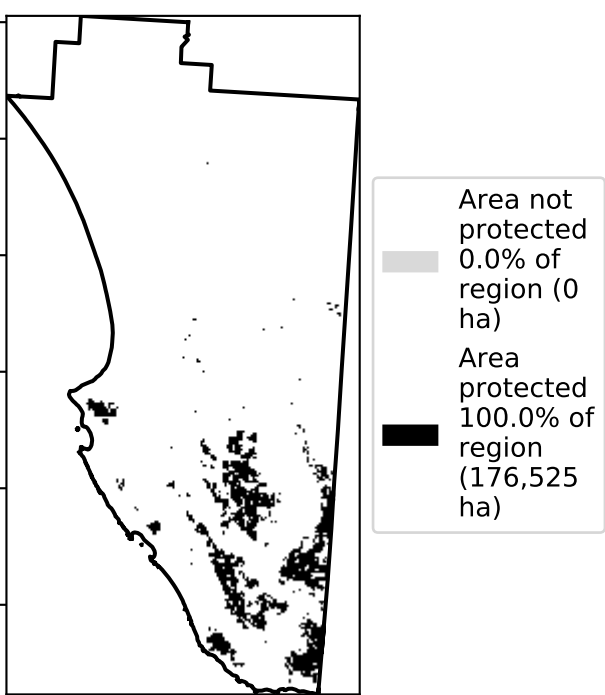 Area not
protected
0.0% of
region (0
ha)
Area
protected
100.0% of
region
(176,525
ha)